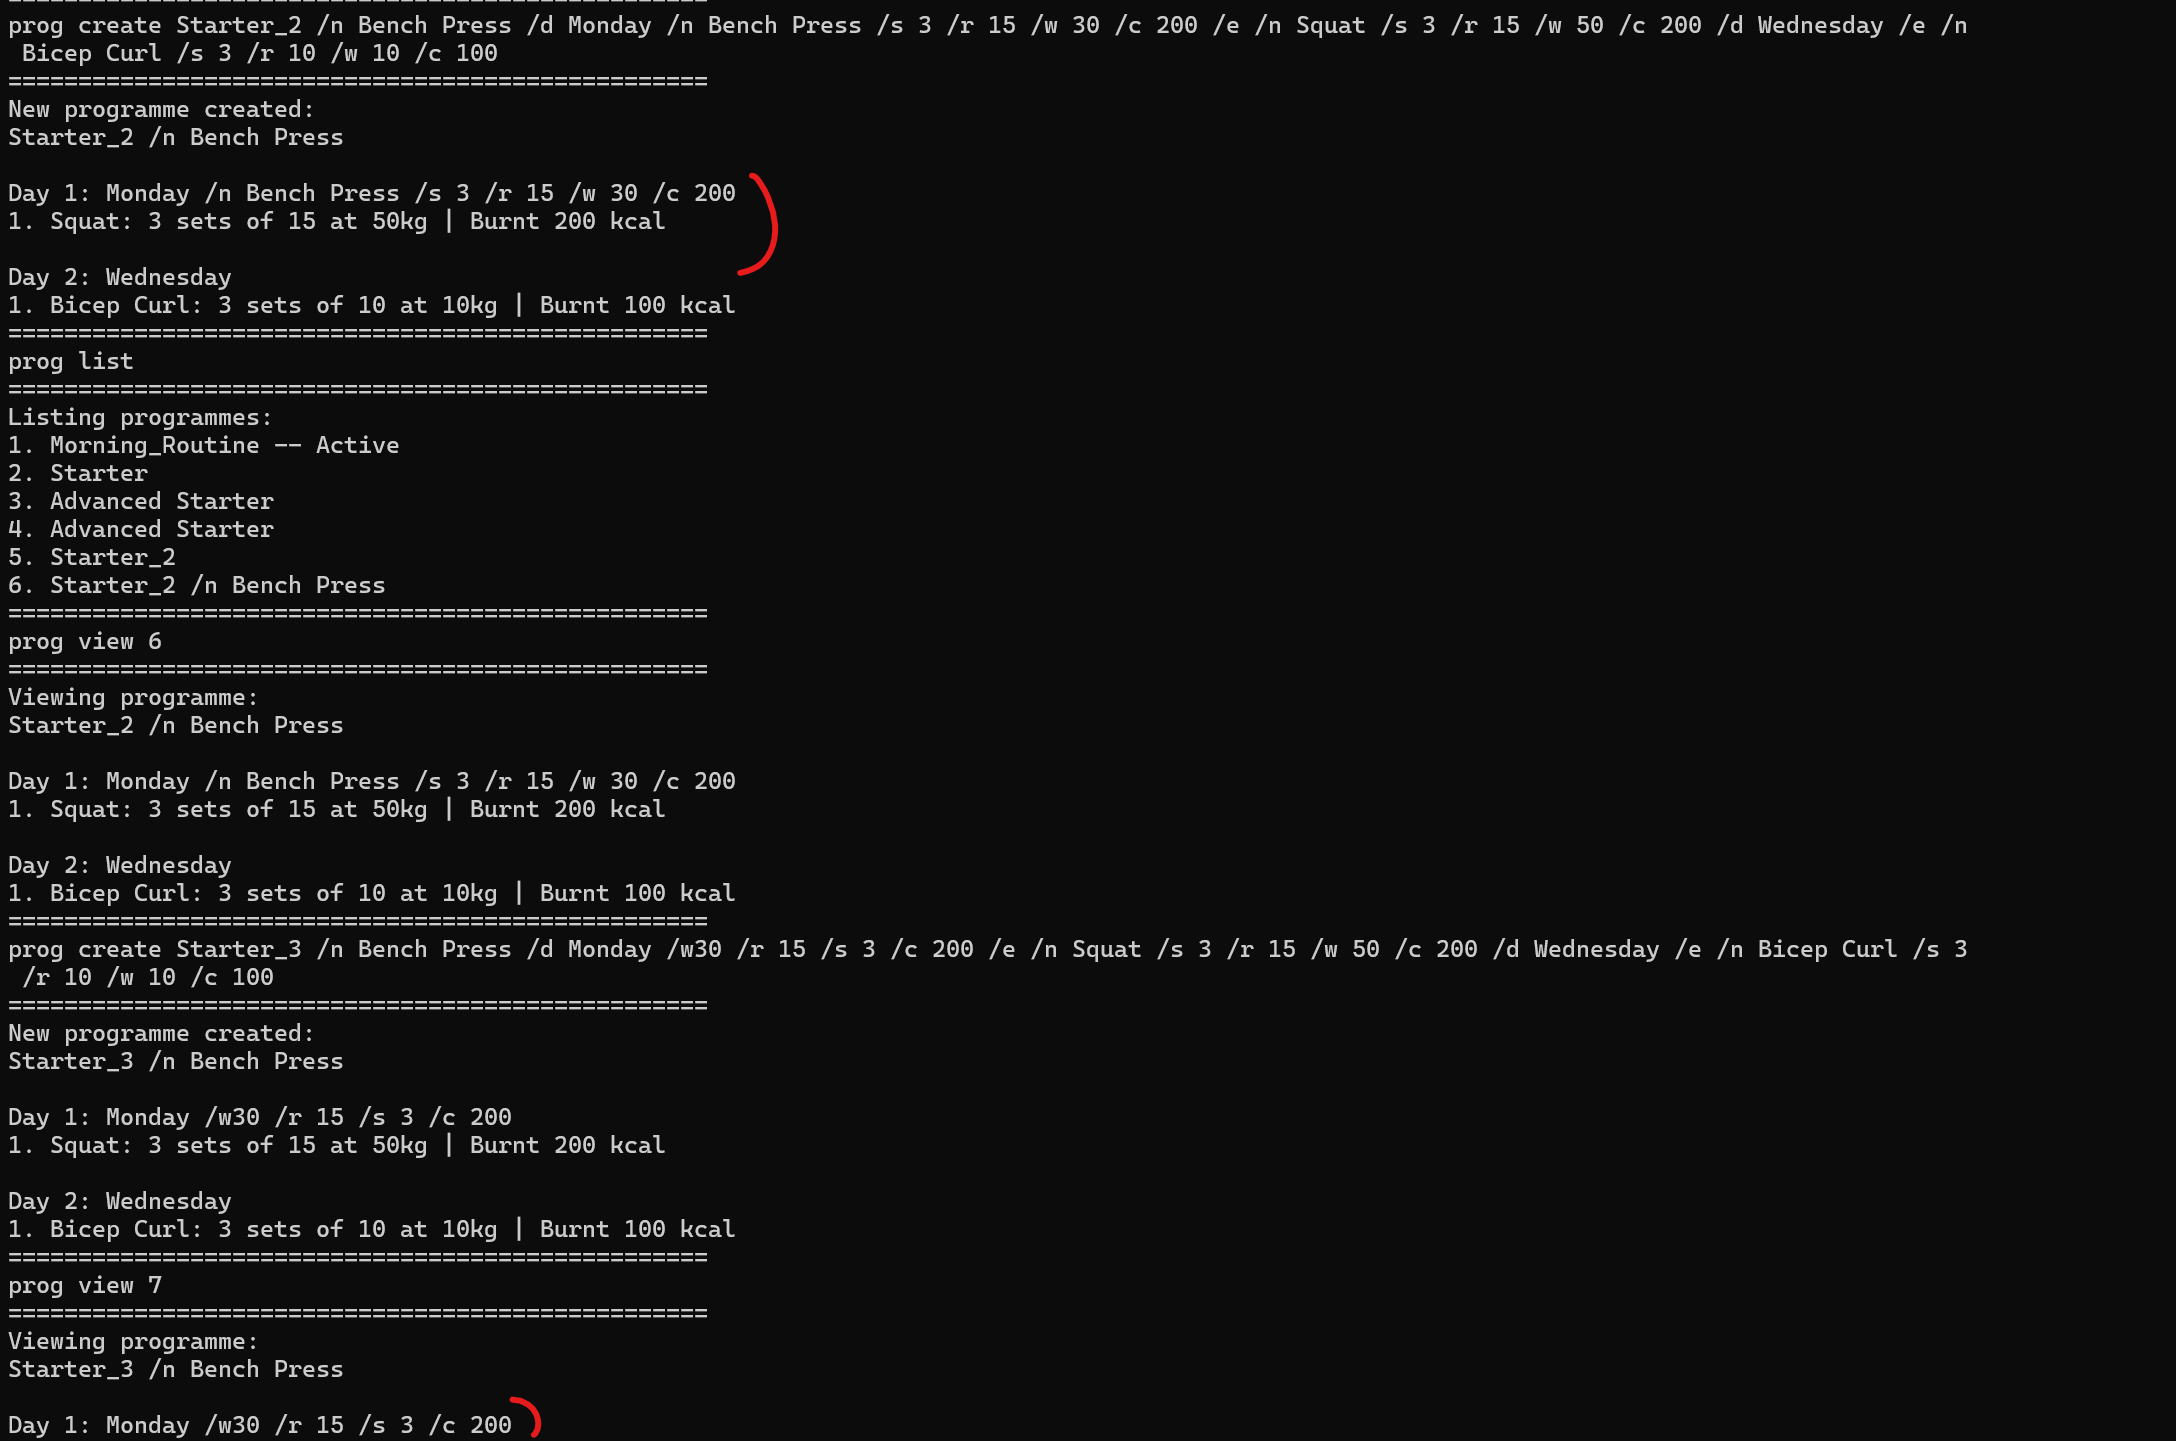 ==================================================
prog create Starter_2 /n Bench Press /d Monday /n Bench Press /s 3 /r 15 /w 30 /c 200 /e /n Squat /s 3 /r 15 /w 50 /c 200 /d Wednesday /e /n
 Bicep Curl /s 3 /r 10 /w 10 /c 100
==================================================
New programme created:
Starter_2 /n Bench Press

Day 1: Monday /n Bench Press /s 3 /r 15 /w 30 /c 200
1. Squat: 3 sets of 15 at 50kg | Burnt 200 kcal

Day 2: Wednesday
1. Bicep Curl: 3 sets of 10 at 10kg | Burnt 100 kcal
==================================================
prog list
==================================================
Listing programmes:
1. Morning_Routine -- Active
2. Starter
3. Advanced Starter
4. Advanced Starter
5. Starter_2
6. Starter_2 /n Bench Press
==================================================
prog view 6
==================================================
Viewing programme:
Starter_2 /n Bench Press

Day 1: Monday /n Bench Press /s 3 /r 15 /w 30 /c 200
1. Squat: 3 sets of 15 at 50kg | Burnt 200 kcal

Day 2: Wednesday
1. Bicep Curl: 3 sets of 10 at 10kg | Burnt 100 kcal
==================================================
prog create Starter_3 /n Bench Press /d Monday /w30 /r 15 /s 3 /c 200 /e /n Squat /s 3 /r 15 /w 50 /c 200 /d Wednesday /e /n Bicep Curl /s 3
 /r 10 /w 10 /c 100
==================================================
New programme created:
Starter_3 /n Bench Press

Day 1: Monday /w30 /r 15 /s 3 /c 200
1. Squat: 3 sets of 15 at 50kg | Burnt 200 kcal

Day 2: Wednesday
1. Bicep Curl: 3 sets of 10 at 10kg | Burnt 100 kcal
==================================================
prog view 7
==================================================
Viewing programme:
Starter_3 /n Bench Press

Day 1: Monday /w30 /r 15 /s 3 /c 200